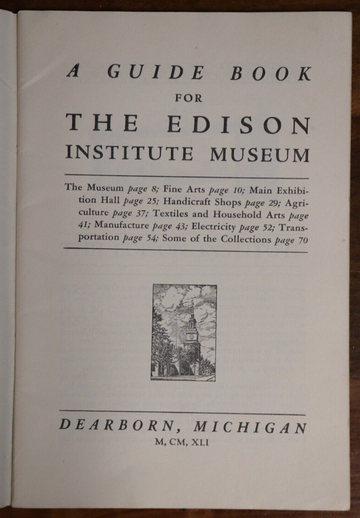 A GUIDE BOOK
FOR
THE EDISON
INSTITUTE MUSEUM
The Museum page 8; Fine Arts page 10; Main Exhibi-
tion Hall page 25; Handicraft Shops page 29; Agri-
culture page 37; Textiles and Household Arts page
41; Manufacture page 43; Electricity page 52; Trans-
portation page 54; Some of the Collections page 70
DEARBORN, MICHIGAN
M, CM, XLI